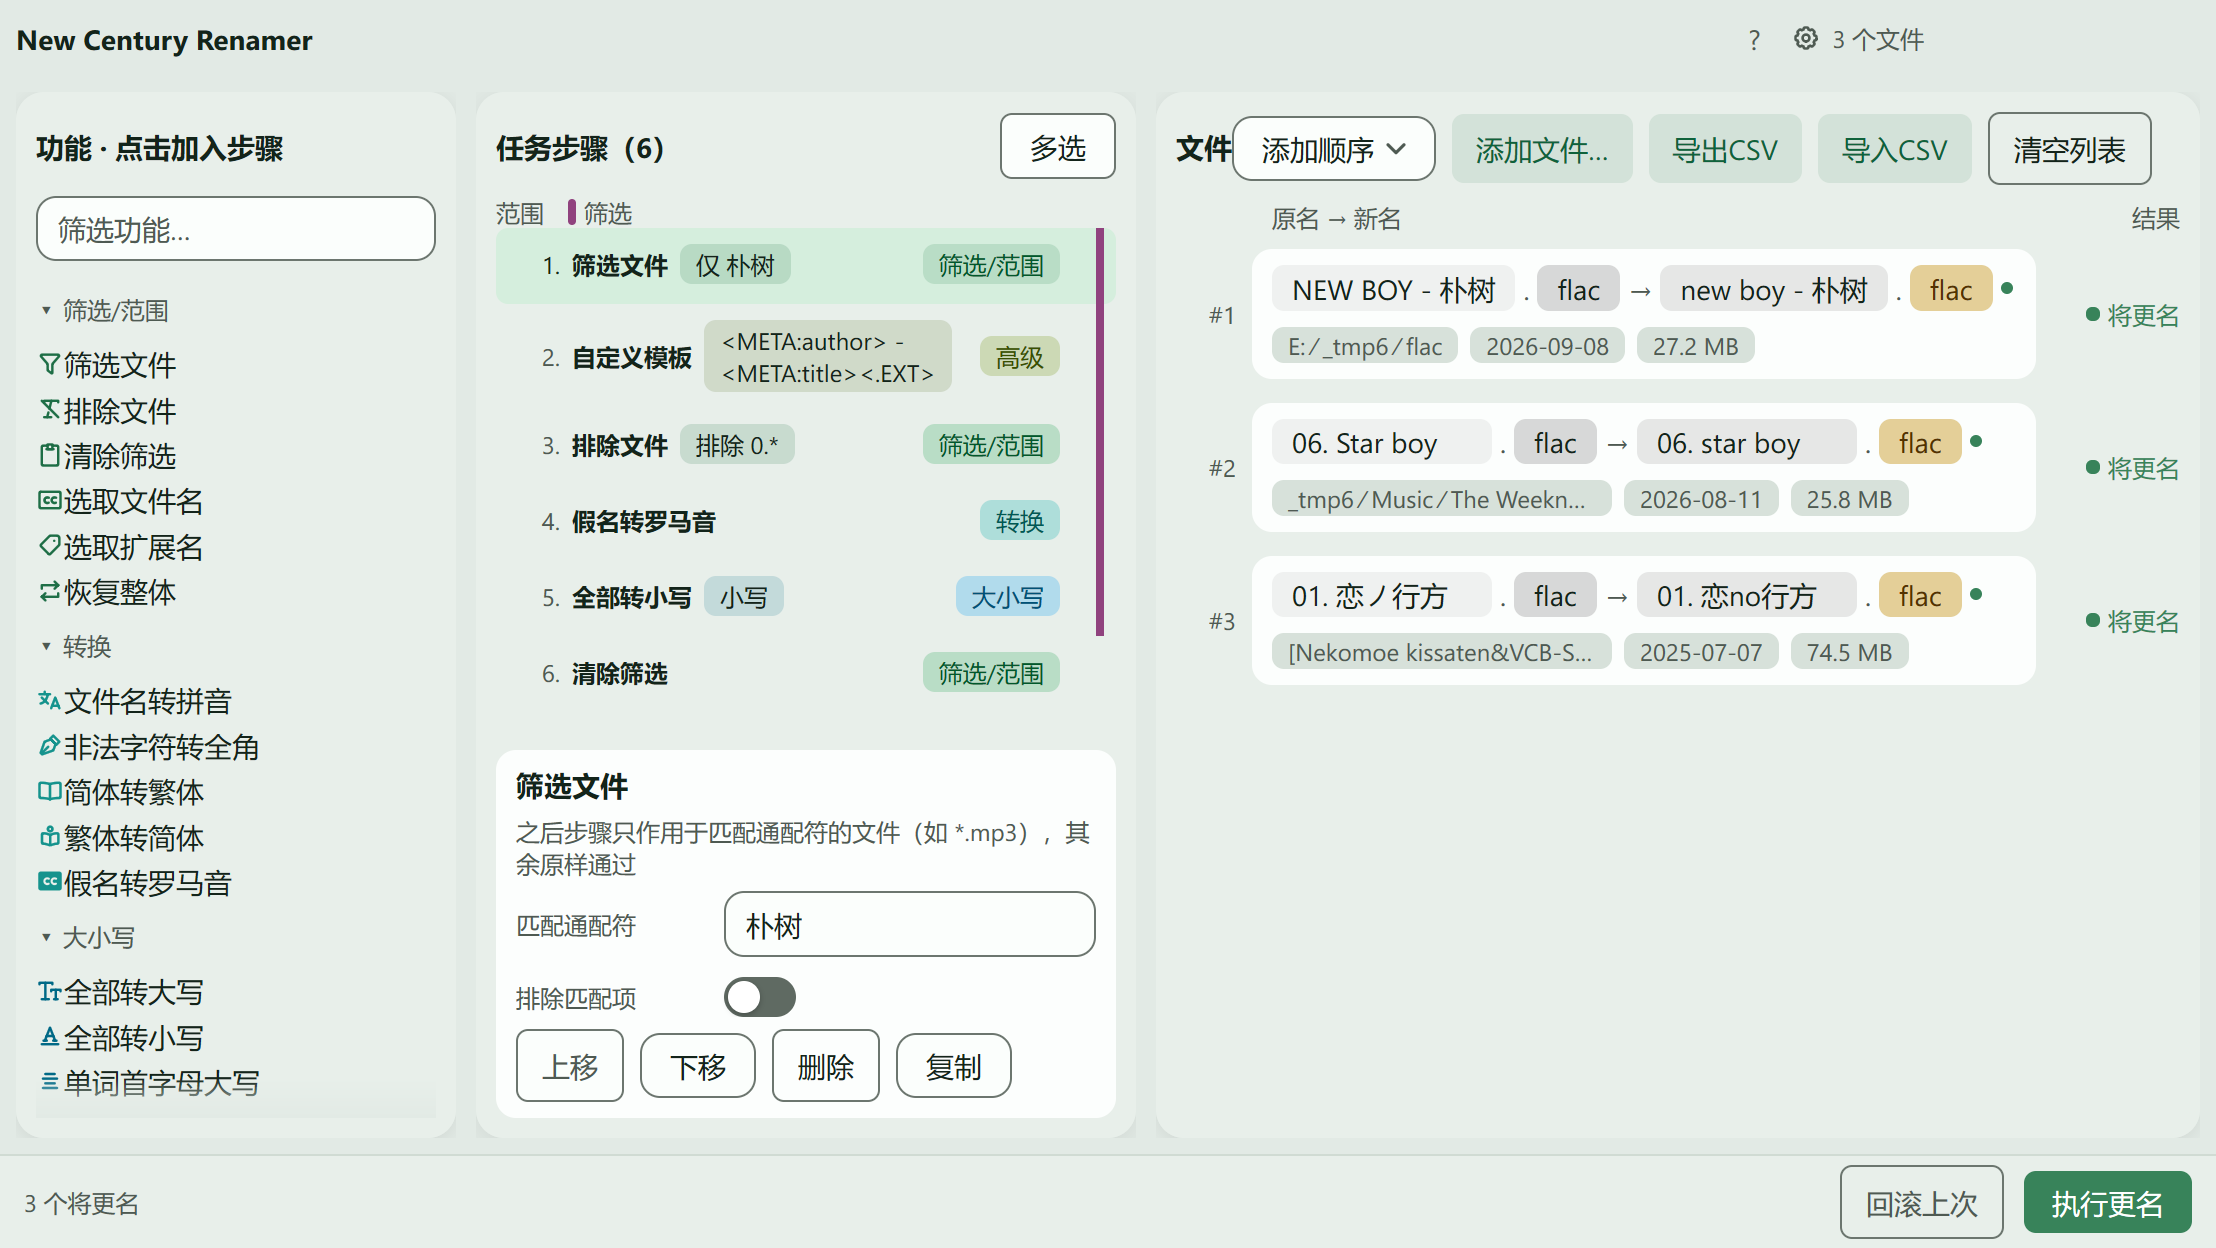 New Century Renamer
? 3 个文件
功能 · 点击加入步骤
筛选功能...
筛选/范围
筛选文件
排除文件
清除筛选
选取文件名
选取扩展名
恢复整体
转换
文件名转拼音
非法字符转全角
简体转繁体
繁体转简体
假名转罗马音
大小写
全部转大写
全部转小写
单词首字母大写
任务步骤（6）
多选
范围 筛选
1. 筛选文件 仅 朴树 筛选/范围
2. 自定义模板 <META:author> - <META:title><.EXT> 高级
3. 排除文件 排除 0.* 筛选/范围
4. 假名转罗马音 转换
5. 全部转小写 小写 大小写
6. 清除筛选 筛选/范围
筛选文件
之后步骤只作用于匹配通配符的文件（如 *.mp3），其
余原样通过
匹配通配符 朴树
排除匹配项
上移 下移 删除 复制
文件 添加顺序 添加文件... 导出CSV 导入CSV 清空列表
原名 → 新名 结果
#1 NEW BOY - 朴树 . flac → new boy - 朴树 . flac 将更名
E:/_tmp6/flac 2026-09-08 27.2 MB
#2 06. Star boy . flac → 06. star boy . flac 将更名
_tmp6/Music/The Weekn... 2026-08-11 25.8 MB
#3 01. 恋ノ行方 . flac → 01. 恋no行方 . flac 将更名
[Nekomoe kissaten&VCB-S... 2025-07-07 74.5 MB
3 个将更名
回滚上次 执行更名